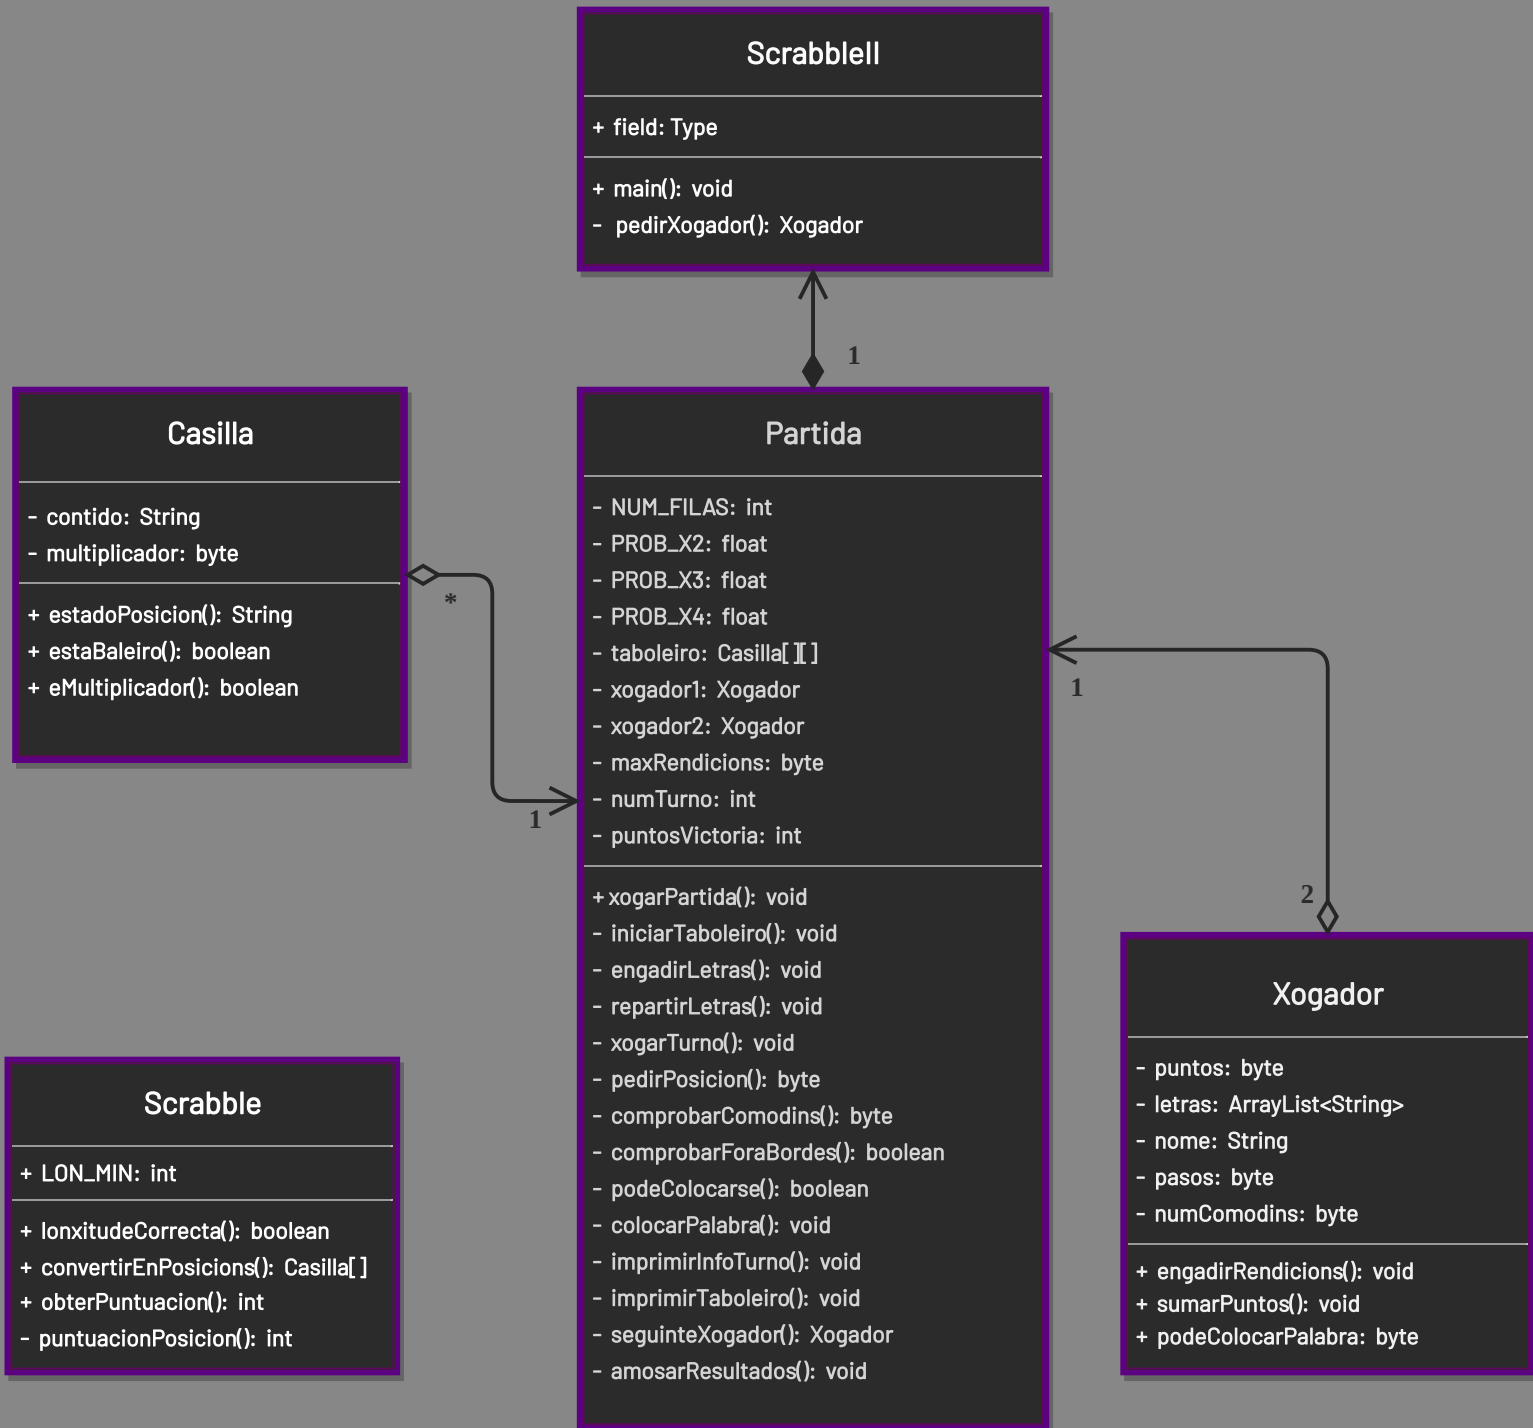 ScrabbleII
+ field: Type
+ main(): void
- pedirXogador(): Xogador
1
Casilla
- contido: String
- multiplicador: byte
+ estadoPosicion(): String
+ estaBaleiro(): boolean
+ eMultiplicador(): boolean
*
1
Partida
- NUM_FILAS: int
- PROB_X2: float
- PROB_X3: float
- PROB_X4: float
- taboleiro: Casilla[][]
- xogador1: Xogador
- xogador2: Xogador
- maxRendicions: byte
- numTurno: int
- puntosVictoria: int
+ xogarPartida(): void
- iniciarTaboleiro(): void
- engadirLetras(): void
- repartirLetras(): void
- xogarTurno(): void
- pedirPosicion(): byte
- comprobarComodins(): byte
- comprobarForaBordes(): boolean
- podeColocarse(): boolean
- colocarPalabra(): void
- imprimirInfoTurno(): void
- imprimirTaboleiro(): void
- seguinteXogador(): Xogador
- amosarResultados(): void
1
2
Xogador
- puntos: byte
- letras: ArrayList<String>
- nome: String
- pasos: byte
- numComodins: byte
+ engadirRendicions(): void
+ sumarPuntos(): void
+ podeColocarPalabra: byte
Scrabble
+ LON_MIN: int
+ lonxitudeCorrecta(): boolean
+ convertirEnPosicions(): Casilla[]
+ obterPuntuacion(): int
- puntuacionPosicion(): int